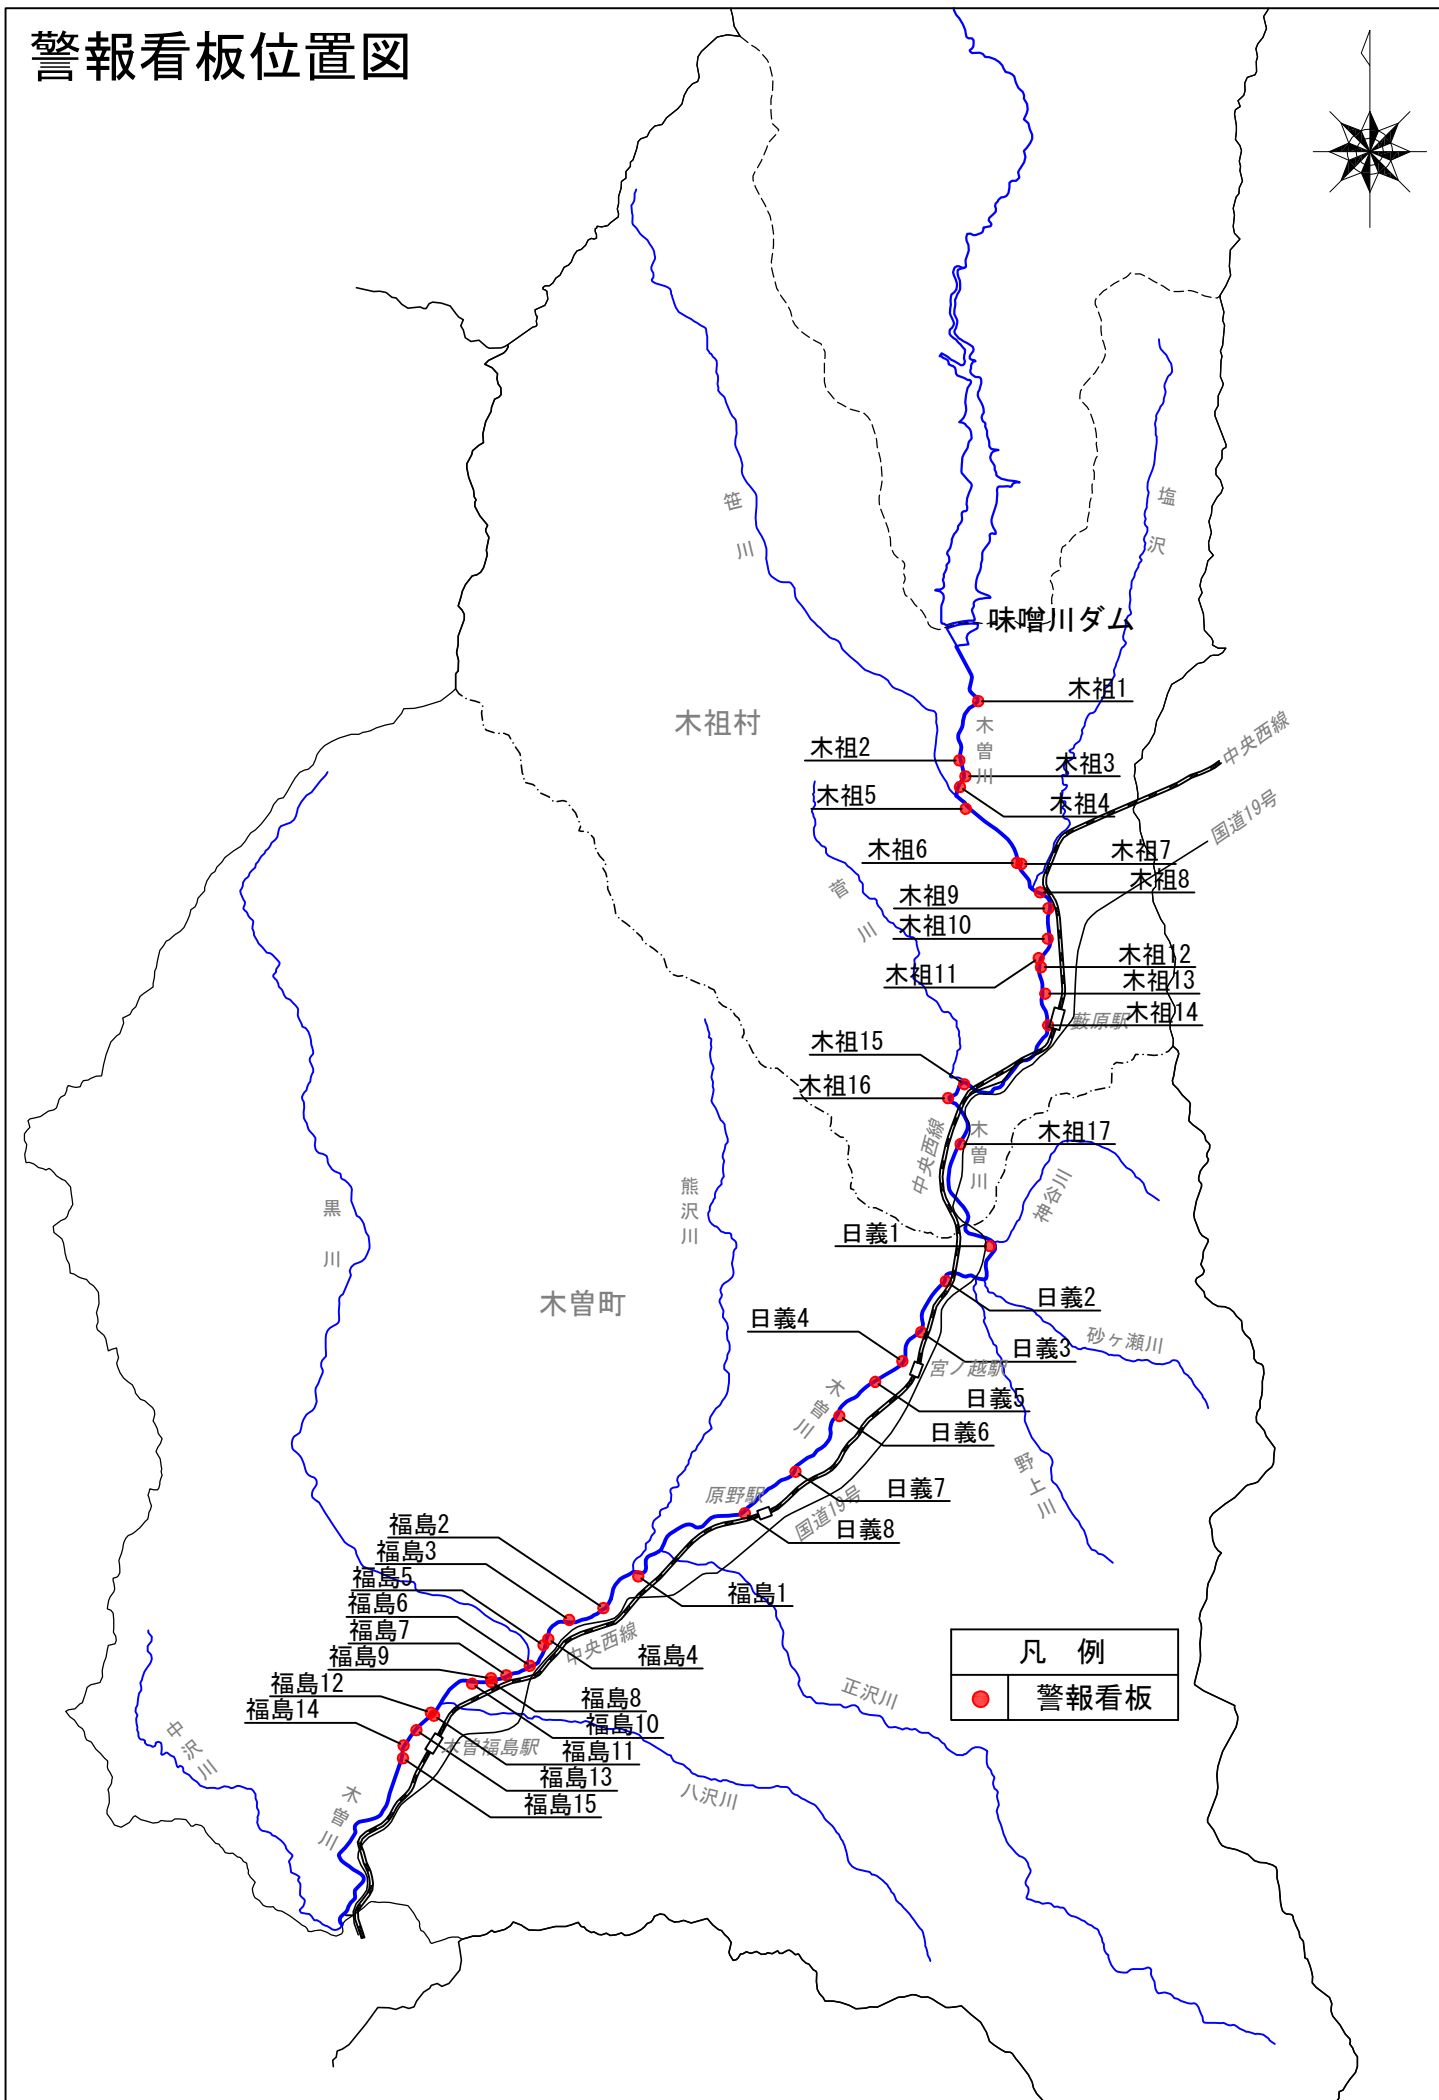 警報看板位置図
笹川
塩沢
味噌川ダム
木祖1
木祖村
木曽川
中央西線
木祖2
木祖3
木祖5
木祖4
国道19号
木祖6
木祖7
菅川
木祖8
木祖9
木祖10
木祖12
木祖11
木祖13
木祖14
藪原駅
木祖15
木祖16
中央西線
木曽川
木祖17
神谷川
熊沢川
黒川
日義1
木曽町
日義2
日義4
砂ヶ瀬川
日義3
宮ノ越駅
木曽川
日義5
日義6
野上川
日義7
原野駅
国道19号
日義8
福島2
福島3
福島5
福島1
福島6
福島7
中央西線
福島4
福島9
凡 例
警報看板
福島12
福島8
正沢川
福島14
福島10
中沢川
木曽福島駅
福島11
福島13
八沢川
木曽川
福島15